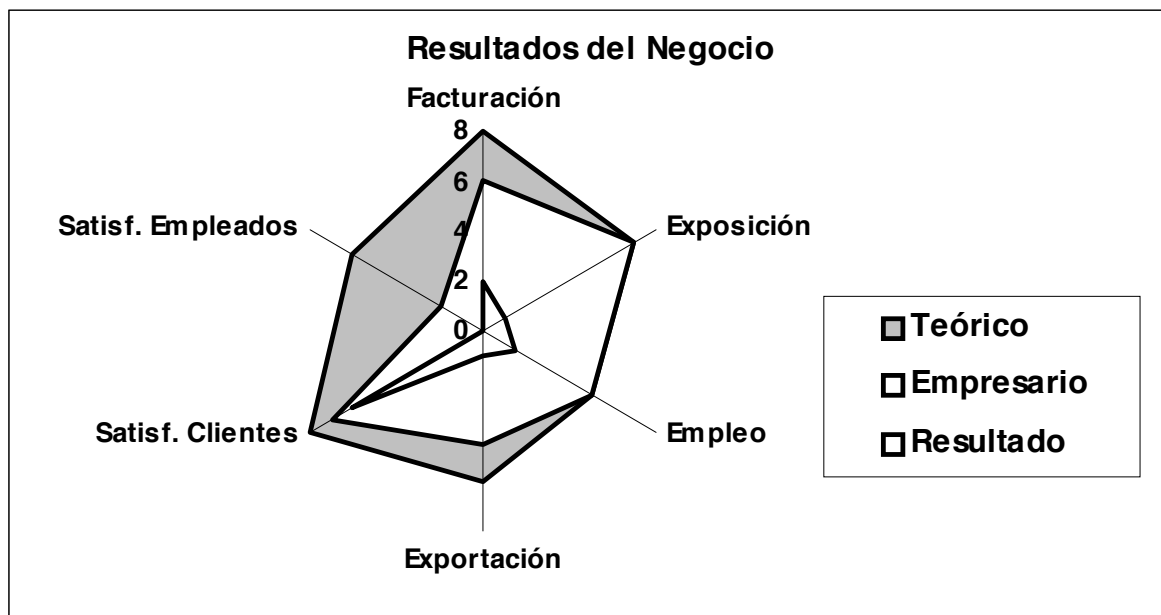 Resultados del Negocio
Facturación
8
6
4
2
0
Satisf. Empleados
Exposición
Satisf. Clientes
Empleo
Exportación
Teórico
Empresario
Resultado